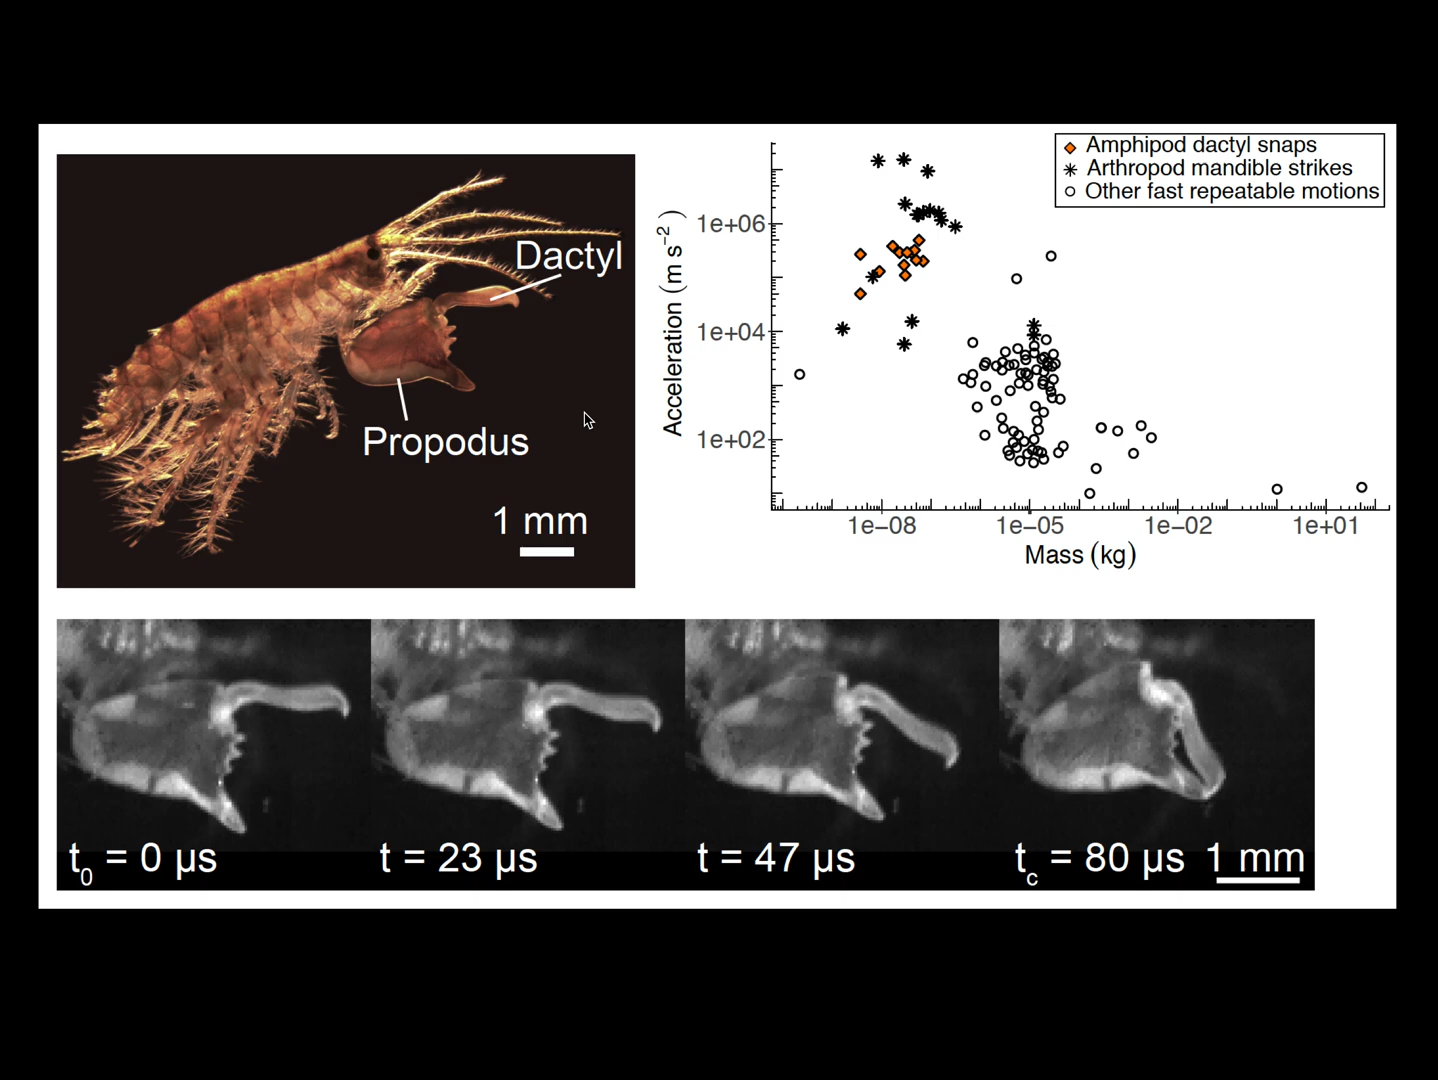 Dactyl
Propodus
1 mm
Amphipod dactyl snaps
Arthropod mandible strikes
Other fast repeatable motions
Acceleration (m s⁻²)
1e+06
1e+04
1e+02
1e−08
1e−05
1e−02
1e+01
Mass (kg)
t₀ = 0 µs
t = 23 µs
t = 47 µs
t_c = 80 µs
1 mm